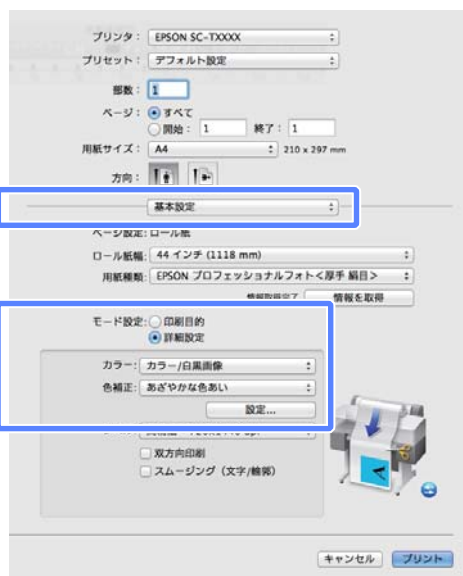 プリンタ： EPSON SC-TXXXX
プリセット： デフォルト設定
部数： 1
ページ： すべて
開始： 1 終了： 1
用紙サイズ： A4 210 x 297 mm
方向：
基本設定
ページ設定: ロール紙
ロール紙幅: 44 インチ (1118 mm)
用紙種類: EPSON プロフェッショナルフォト＜厚手 絹目＞
情報取得完了 情報を取得
モード設定: 印刷目的
詳細設定
カラー: カラー/白黒画像
色補正: あざやかな色あい
設定...
双方向印刷
スムージング（文字/輪郭）
キャンセル プリント